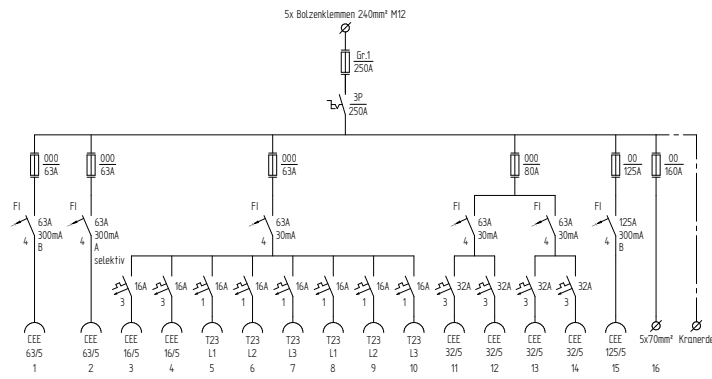 5x Bolzenklemmen 240mm² M12
Gr.1
250A
3P
250A
000
63A
000
63A
000
63A
000
80A
00
125A
00
160A
FI
63A
300mA
4
B
FI
63A
300mA
4
A
selektiv
FI
63A
30mA
4
FI
63A
30mA
4
FI
63A
30mA
4
FI
125A
300mA
4
B
16A
3
16A
3
16A
1
16A
1
16A
1
16A
1
16A
1
16A
1
32A
3
32A
3
32A
3
32A
3
CEE CEE CEE CEE T23 T23 T23 T23 T23 T23 CEE CEE CEE CEE CEE 5x70mm² Kranerde
63/5 63/5 16/5 16/5 L1 L2 L3 L1 L2 L3 32/5 32/5 32/5 32/5 125/5
1 2 3 4 5 6 7 8 9 10 11 12 13 14 15 16